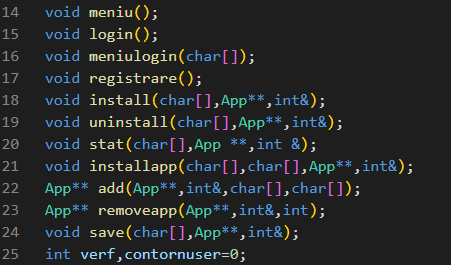 14 void meniu();
15 void login();
16 void meniulogin(char[]);
17 void registrare();
18 void install(char[],App**,int&);
19 void uninstall(char[],App**,int&);
20 void stat(char[],App **,int &);
21 void installapp(char[],char[],App**,int&);
22 App** add(App**,int&,char[],char[]);
23 App** removeapp(App**,int&,int);
24 void save(char[],App**,int&);
25 int verf,contornuser=0;